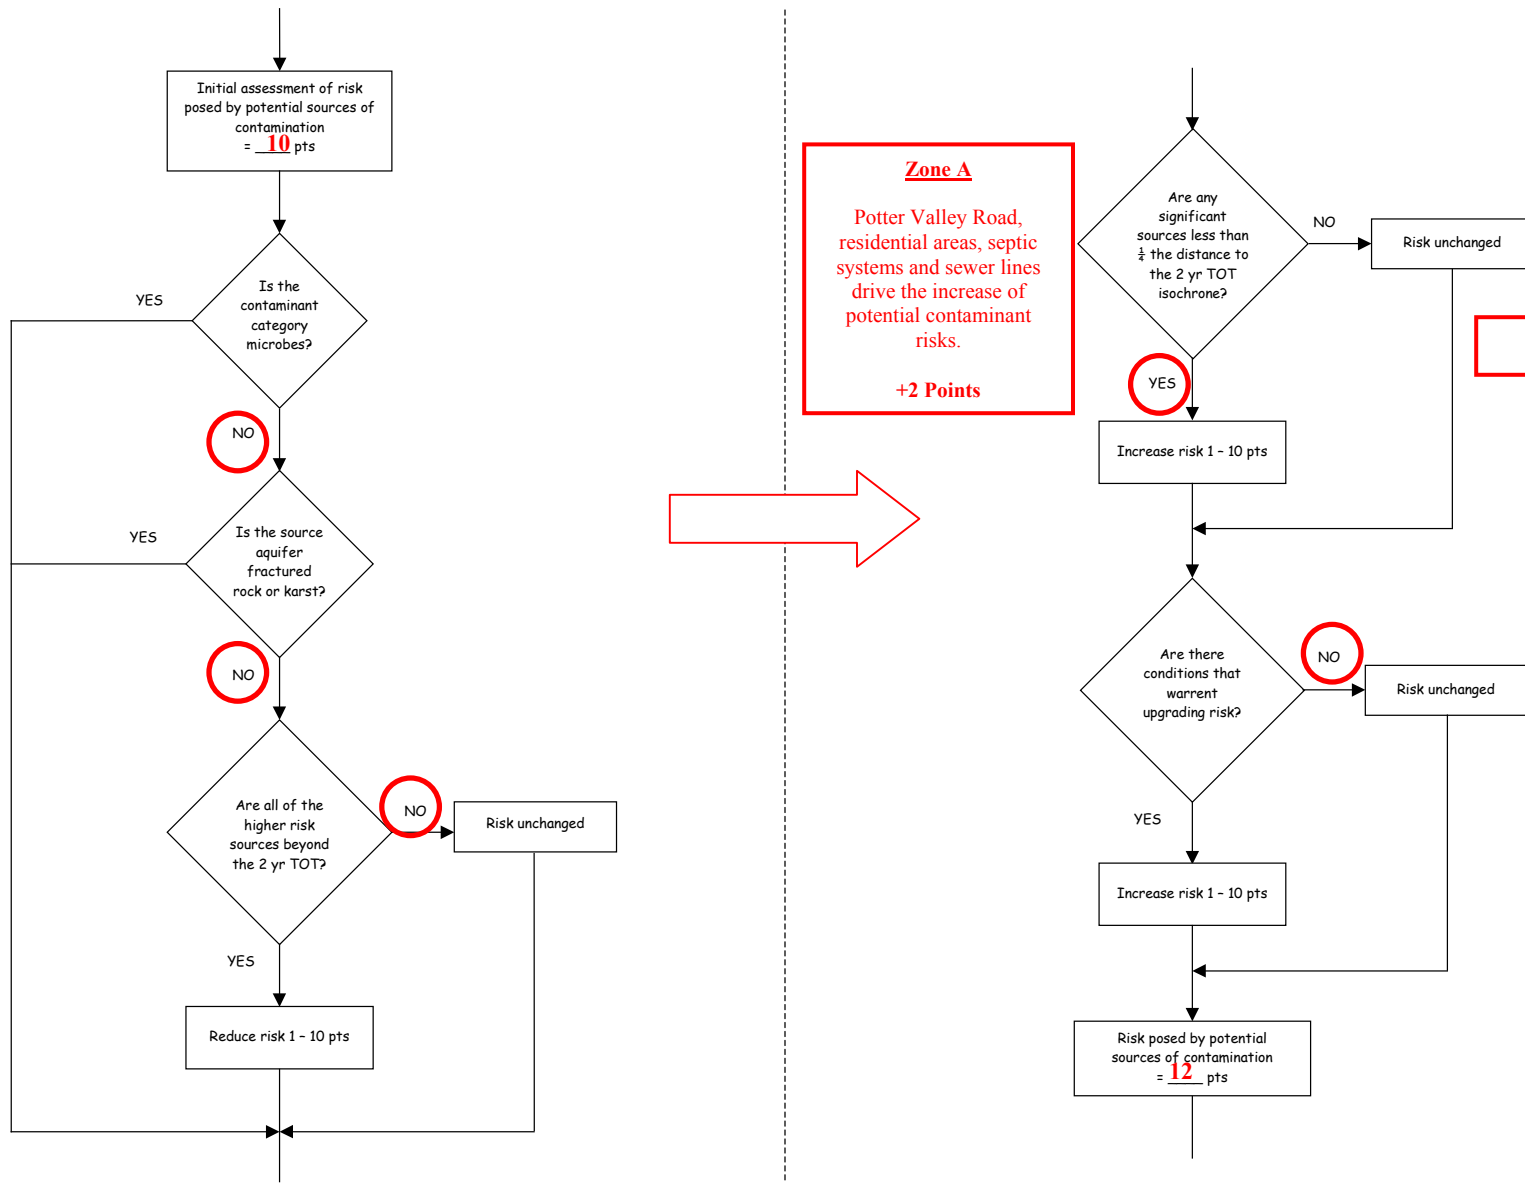 Initial assessment of risk
posed by potential sources of
contamination
= __10__ pts
Is the
contaminant
category
microbes?
YES
NO
Is the source
aquifer
fractured
rock or karst?
YES
NO
Are all of the
higher risk
sources beyond
the 2 yr TOT?
NO
Risk unchanged
YES
Reduce risk 1 – 10 pts
Zone A
Potter Valley Road,
residential areas, septic
systems and sewer lines
drive the increase of
potential contaminant
risks.
+2 Points
Are any
significant
sources less than
¼ the distance to
the 2 yr TOT
isochrone?
NO
Risk unchanged
YES
Increase risk 1 – 10 pts
Are there
conditions that
warrent
upgrading risk?
NO
Risk unchanged
YES
Increase risk 1 – 10 pts
Risk posed by potential
sources of contamination
= __12__ pts